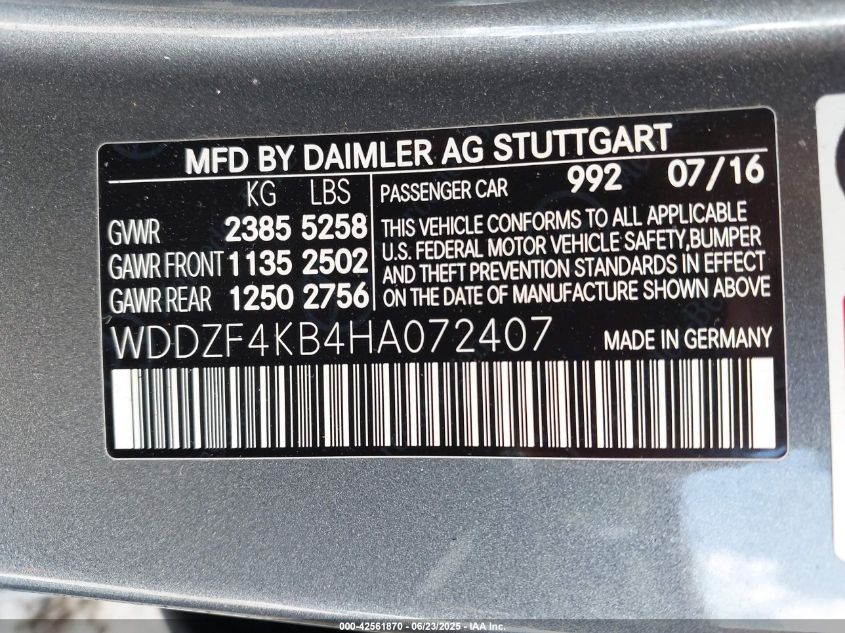 MFD BY DAIMLER AG STUTTGART
KG LBS
GVWR 2385 5258
GAWR FRONT 1135 2502
GAWR REAR 1250 2756
PASSENGER CAR 992 07/16
THIS VEHICLE CONFORMS TO ALL APPLICABLE
U.S. FEDERAL MOTOR VEHICLE SAFETY,BUMPER
AND THEFT PREVENTION STANDARDS IN EFFECT
ON THE DATE OF MANUFACTURE SHOWN ABOVE
WDDZF4KB4HA072407 MADE IN GERMANY
000-42561870 - 06/23/2025 - IAA Inc.